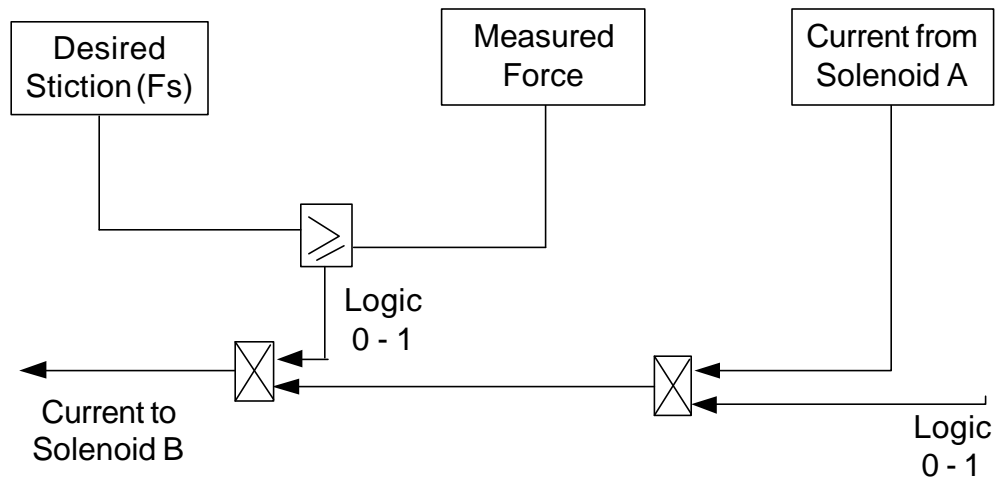 Desired
Stiction (Fs)
Measured
Force
Current from
Solenoid A
≥
Logic
0 - 1
Current to
Solenoid B
Logic
0 - 1